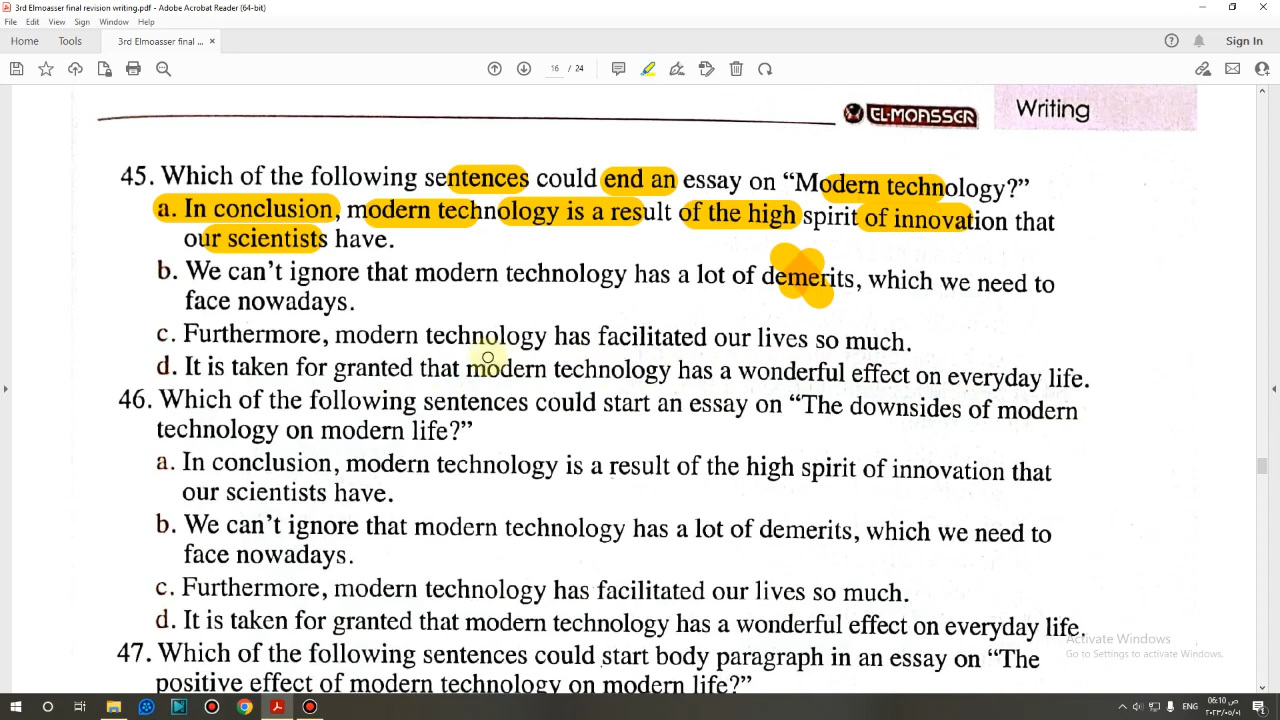 3rd Elmoasser final revision writing.pdf - Adobe Acrobat Reader (64-bit)
File Edit View Sign Window Help
Home Tools 3rd Elmoasser final ... × Sign In
16 / 24
EL-MOASSER Writing
45. Which of the following sentences could end an essay on “Modern technology?”
a. In conclusion, modern technology is a result of the high spirit of innovation that
our scientists have.
b. We can’t ignore that modern technology has a lot of demerits, which we need to
face nowadays.
c. Furthermore, modern technology has facilitated our lives so much.
d. It is taken for granted that modern technology has a wonderful effect on everyday life.
46. Which of the following sentences could start an essay on “The downsides of modern
technology on modern life?”
a. In conclusion, modern technology is a result of the high spirit of innovation that
our scientists have.
b. We can’t ignore that modern technology has a lot of demerits, which we need to
face nowadays.
c. Furthermore, modern technology has facilitated our lives so much.
d. It is taken for granted that modern technology has a wonderful effect on everyday life.
Activate Windows
Go to Settings to activate Windows.
47. Which of the following sentences could start body paragraph in an essay on “The
positive effect of modern technology on modern life?”
ENG 06:10 ص